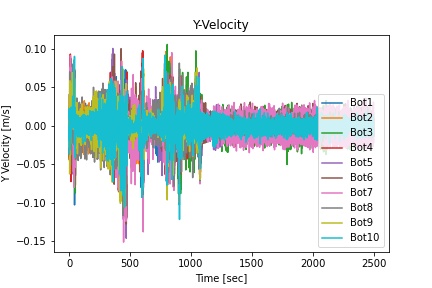 Y-Velocity
Y Velocity [m/s]
0.10
0.05
0.00
−0.05
−0.10
−0.15
0
500
1000
1500
2000
2500
Time [sec]
Bot1
Bot2
Bot3
Bot4
Bot5
Bot6
Bot7
Bot8
Bot9
Bot10